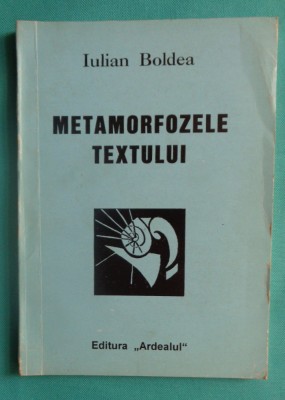 Iulian Boldea
METAMORFOZELE
TEXTULUI
Editura „Ardealul“